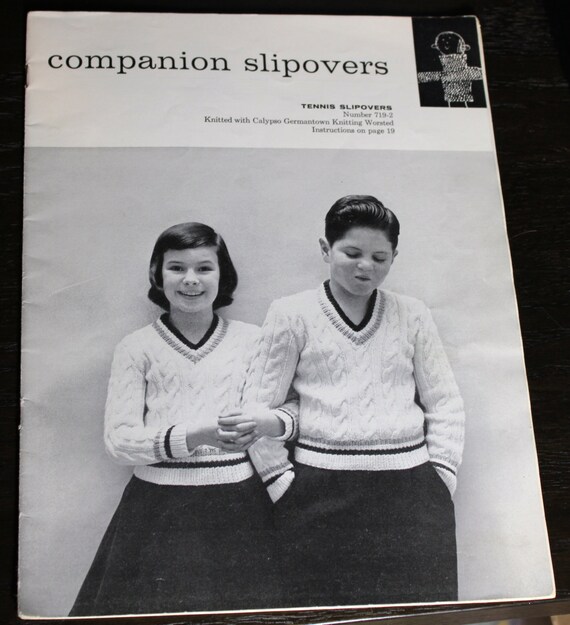 companion slipovers
TENNIS SLIPOVERS
Number 719-2
Knitted with Calypso Germantown Knitting Worsted
Instructions on page 19